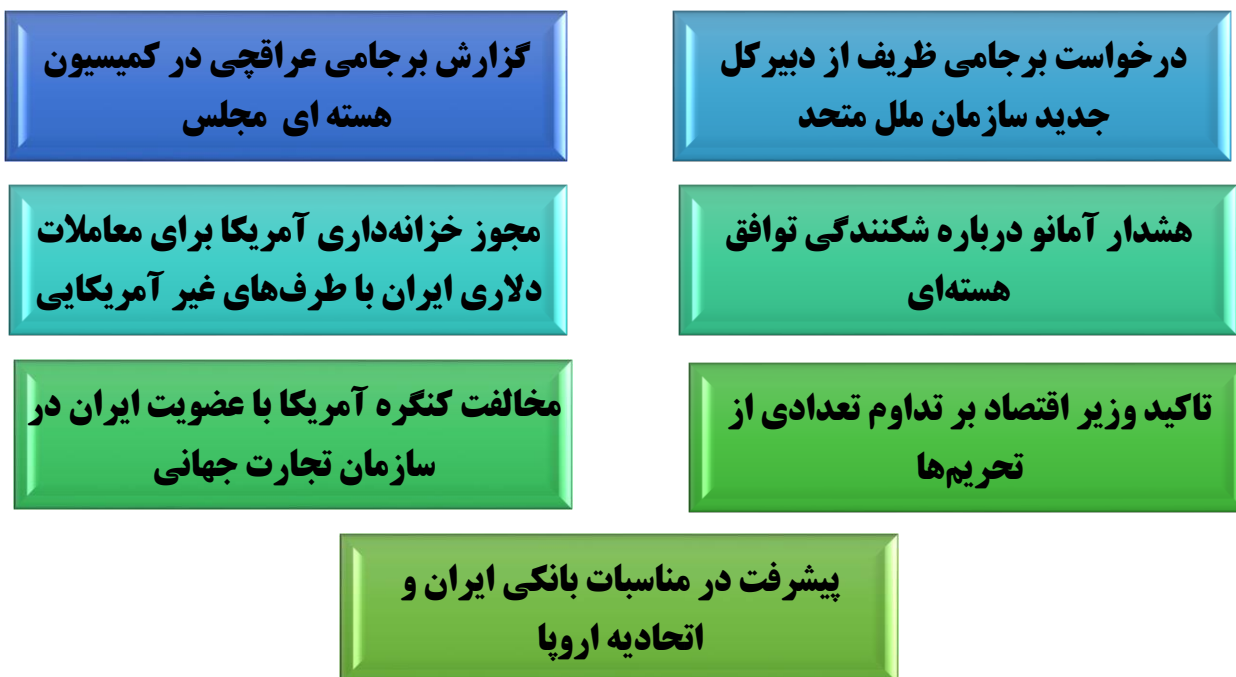 درخواست برجامی ظریف از دبیرکل
جدید سازمان ملل متحد
گزارش برجامی عراقچی در کمیسیون
هسته ای مجلس
هشدار آمانو درباره شکنندگی توافق
هسته‌ای
مجوز خزانه‌داری آمریکا برای معاملات
دلاری ایران با طرف‌های غیر آمریکایی
تاکید وزیر اقتصاد بر تداوم تعدادی از
تحریم‌ها
مخالفت کنگره آمریکا با عضویت ایران در
سازمان تجارت جهانی
پیشرفت در مناسبات بانکی ایران و
اتحادیه اروپا